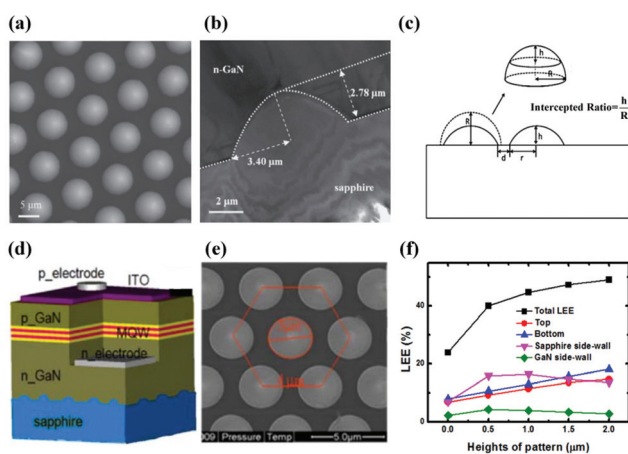 (a)
5 μm
(b)
n-GaN
2.78 μm
3.40 μm
sapphire
2 μm
(c)
h
R
Intercepted Ratio=h/R
R
h
d
r
(d)
p_electrode
ITO
p_GaN
MQW
n_electrode
n_GaN
sapphire
(e)
009
Pressure
Temp
5.0μm
(f)
LEE (%)
40
20
0
Total LEE
Top
Bottom
Sapphire side-wall
GaN side-wall
0.0
0.5
1.0
1.5
2.0
Heights of pattern (μm)